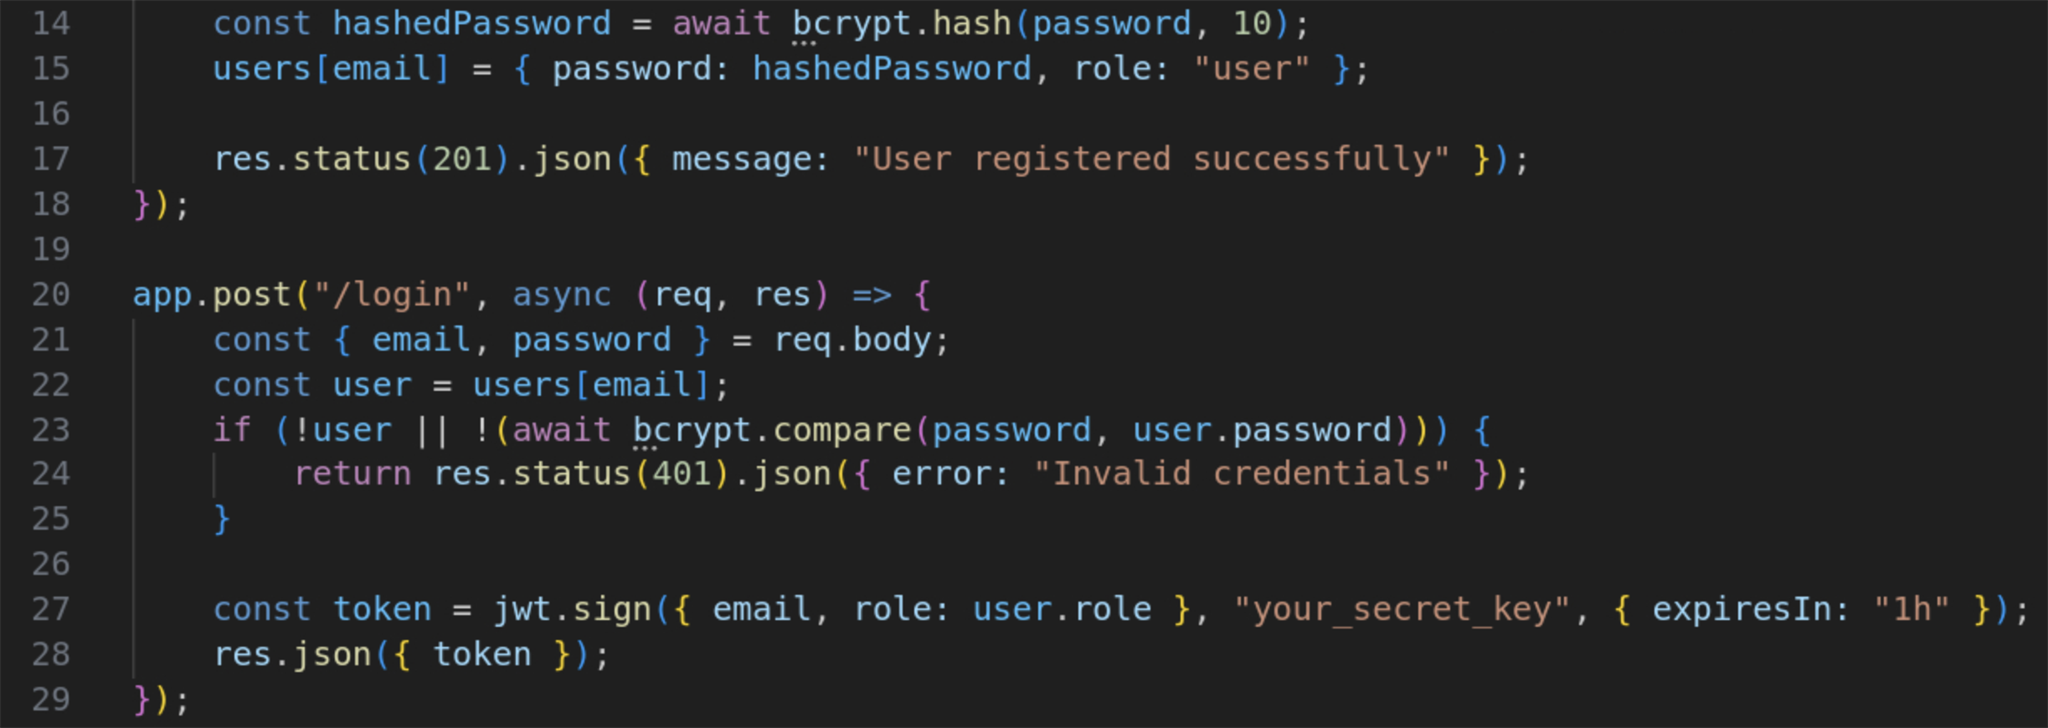 14 const hashedPassword = await bcrypt.hash(password, 10);
15 users[email] = { password: hashedPassword, role: "user" };
16
17 res.status(201).json({ message: "User registered successfully" });
18 });
19
20 app.post("/login", async (req, res) => {
21 const { email, password } = req.body;
22 const user = users[email];
23 if (!user || !(await bcrypt.compare(password, user.password))) {
24 return res.status(401).json({ error: "Invalid credentials" });
25 }
26
27 const token = jwt.sign({ email, role: user.role }, "your_secret_key", { expiresIn: "1h" });
28 res.json({ token });
29 });